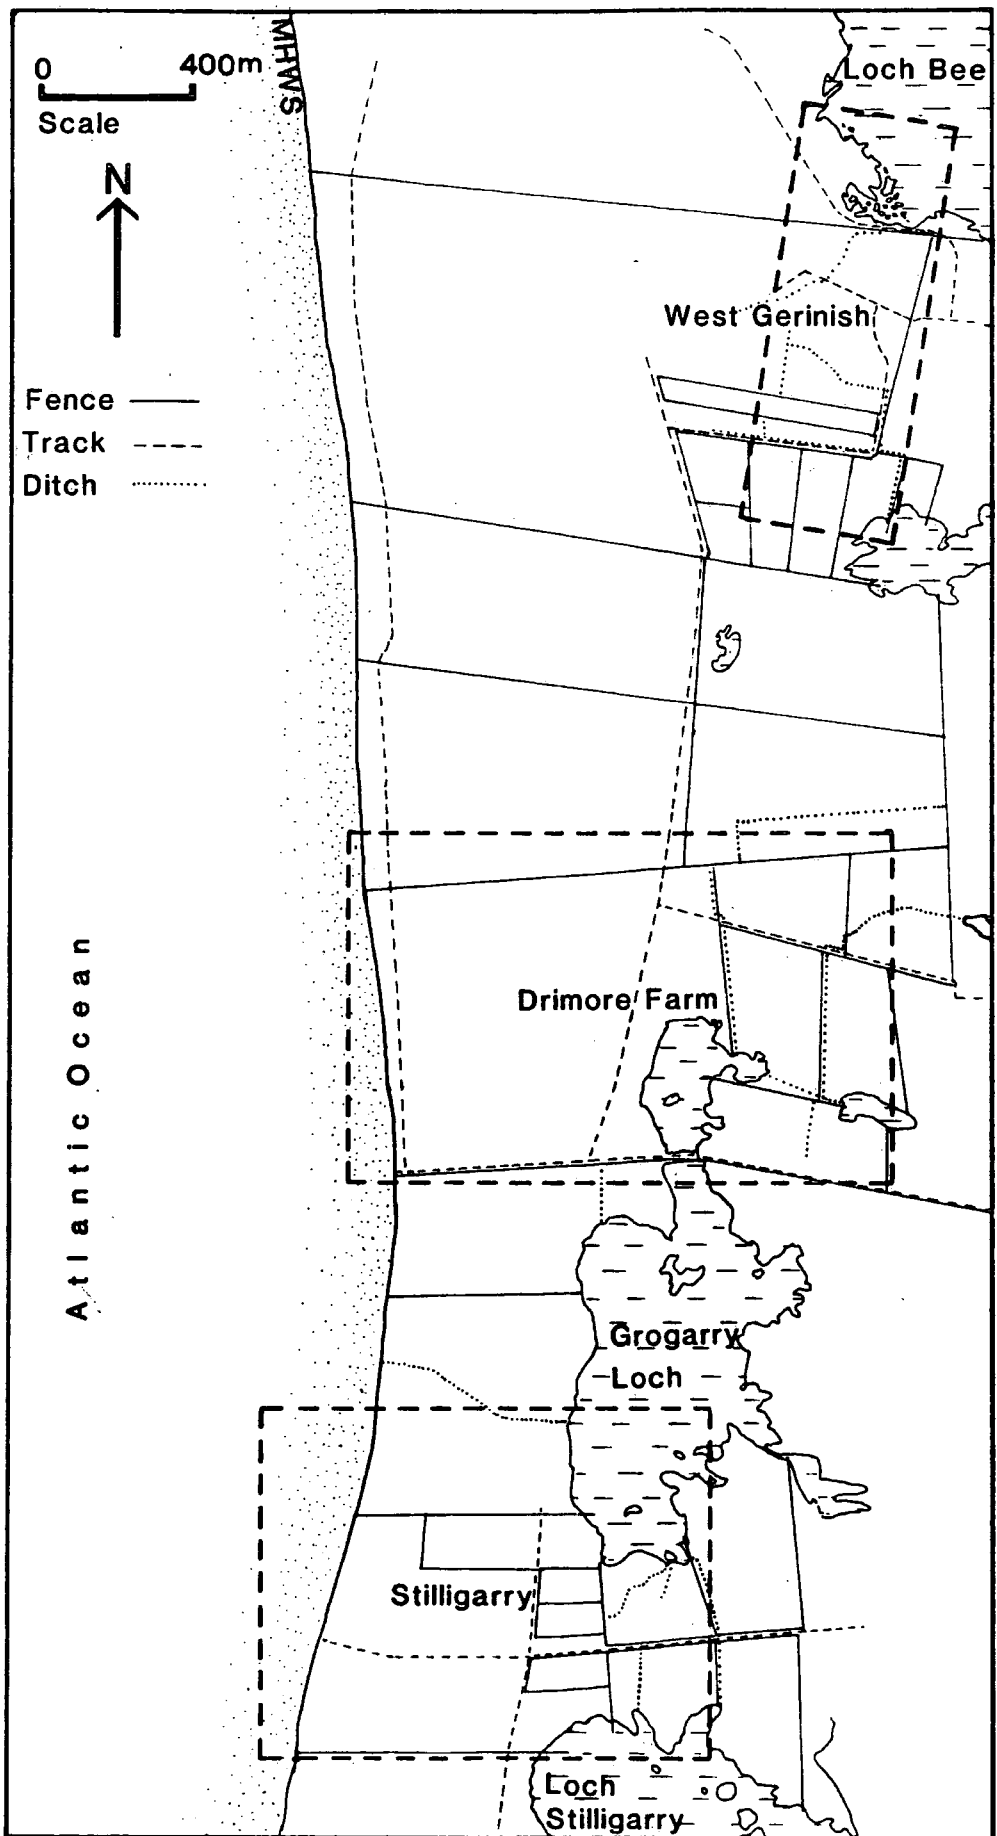 0 400m
Scale
N
MHWS
Loch Bee
West Gerinish
Fence
Track
Ditch
Atlantic Ocean
Drimore Farm
Grogarry
Loch
Stilligarry
Loch
Stilligarry